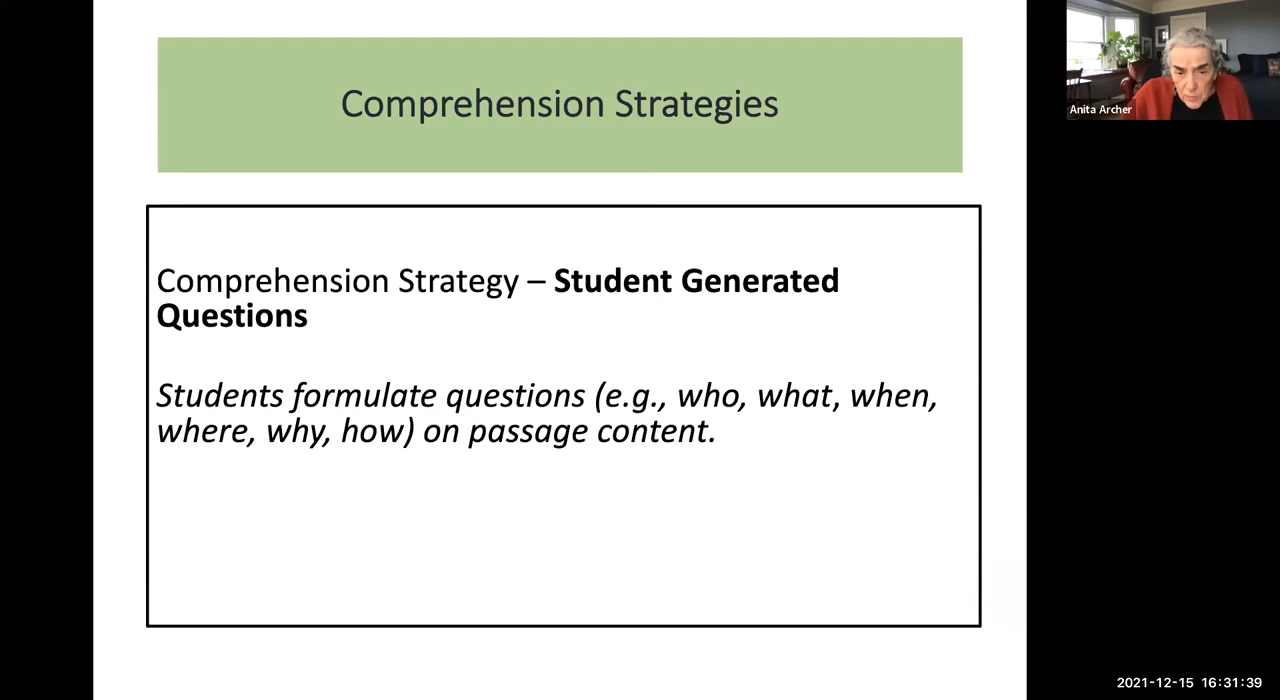 Comprehension Strategies
Anita Archer
Comprehension Strategy – Student Generated
Questions
Students formulate questions (e.g., who, what, when,
where, why, how) on passage content.
2021-12-15 16:31:39